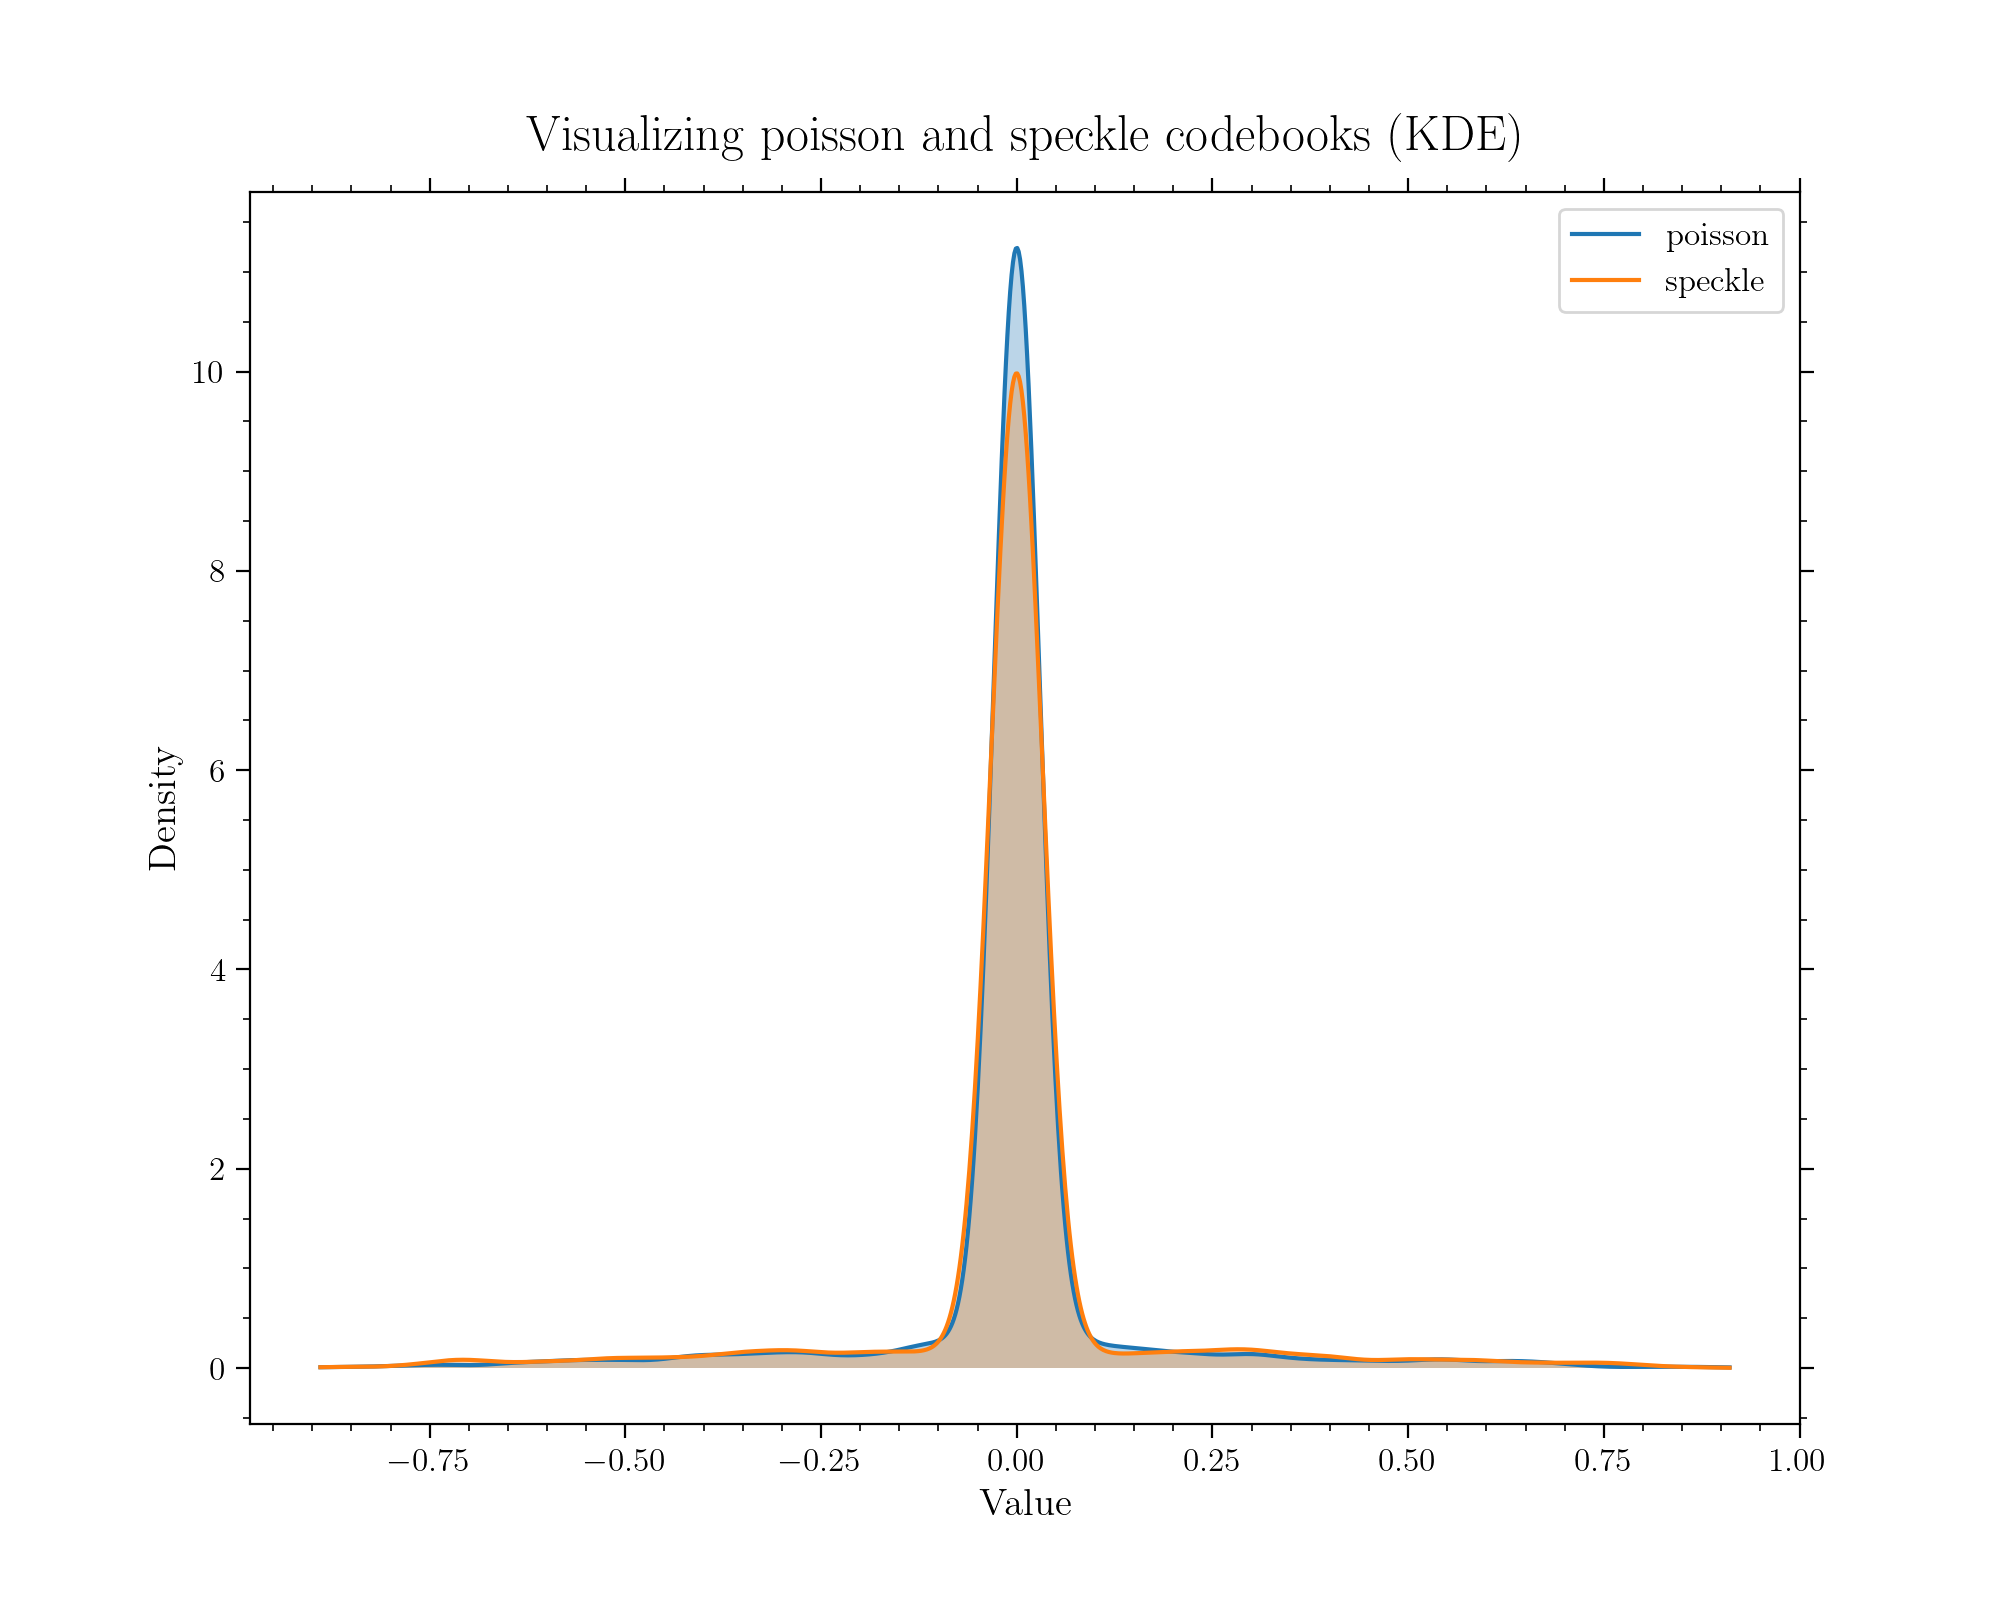 Visualizing poisson and speckle codebooks (KDE)
poisson
speckle
10
8
6
4
2
0
Density
−0.75 −0.50 −0.25 0.00 0.25 0.50 0.75 1.00
Value